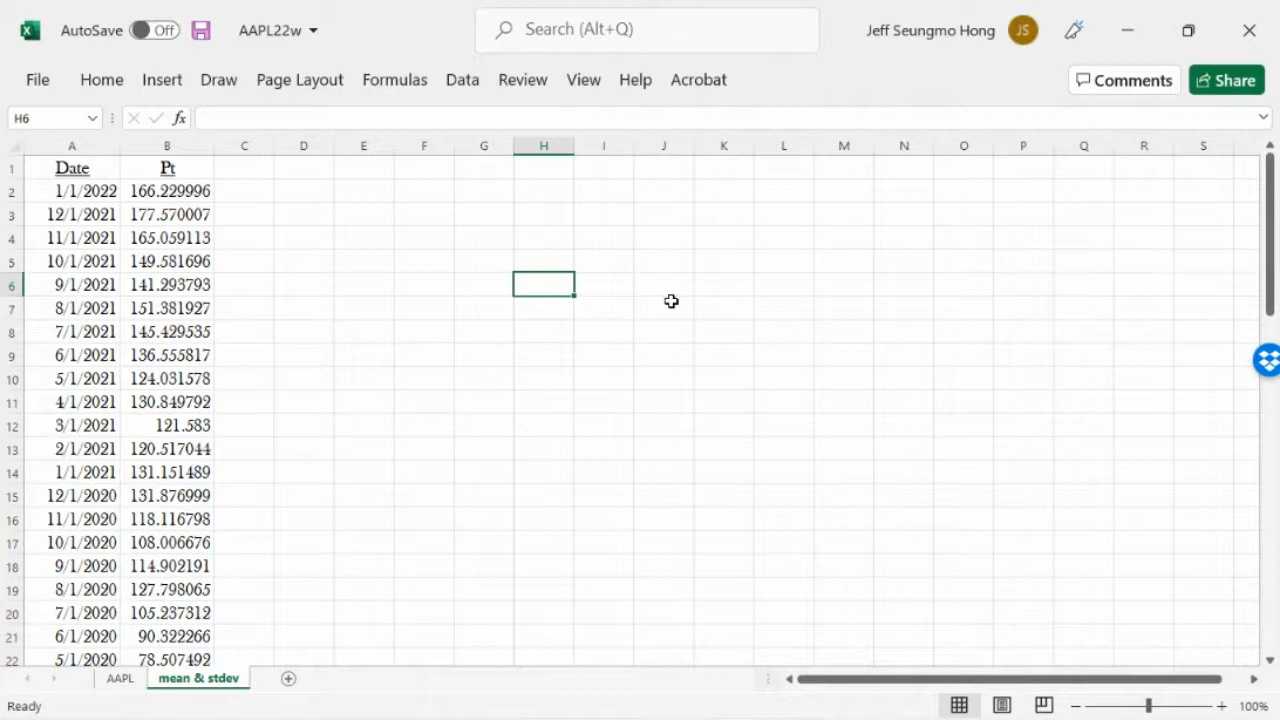 AutoSave Off AAPL22w Search (Alt+Q) Jeff Seungmo Hong JS
File Home Insert Draw Page Layout Formulas Data Review View Help Acrobat Comments Share
H6 fx
A B C D E F G H I J K L M N O P Q R S
1 Date Pt
2 1/1/2022 166.229996
3 12/1/2021 177.570007
4 11/1/2021 165.059113
5 10/1/2021 149.581696
6 9/1/2021 141.293793
7 8/1/2021 151.381927
8 7/1/2021 145.429535
9 6/1/2021 136.555817
10 5/1/2021 124.031578
11 4/1/2021 130.849792
12 3/1/2021 121.583
13 2/1/2021 120.517044
14 1/1/2021 131.151489
15 12/1/2020 131.876999
16 11/1/2020 118.116798
17 10/1/2020 108.006676
18 9/1/2020 114.902191
19 8/1/2020 127.798065
20 7/1/2020 105.237312
21 6/1/2020 90.322266
22 5/1/2020 78.507492
AAPL mean & stdev
Ready 100%